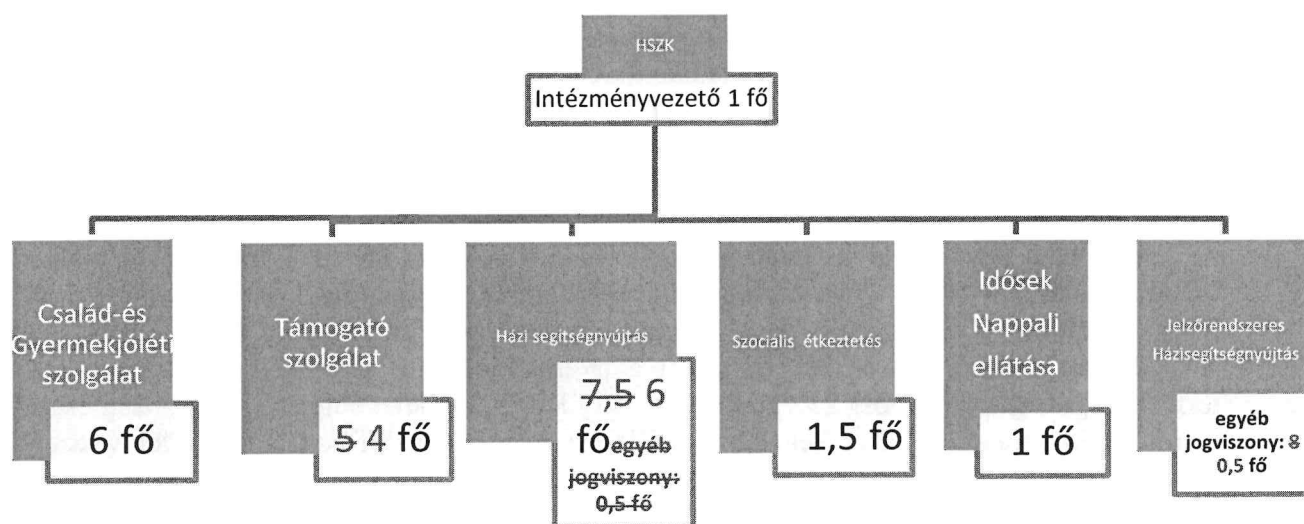 HSZK
Intézményvezető 1 fő
Család-és
Gyermekjóléti
szolgálat
6 fő
Támogató
szolgálat
5 4 fő
Házi segítségnyújtás
7,5 6
fő egyéb
jogviszony:
0,5 fő
Szociális étkeztetés
1,5 fő
Idősek
Nappali
ellátása
1 fő
Jelzőrendszeres
Házisegítségnyújtás
egyéb
jogviszony: 8
0,5 fő